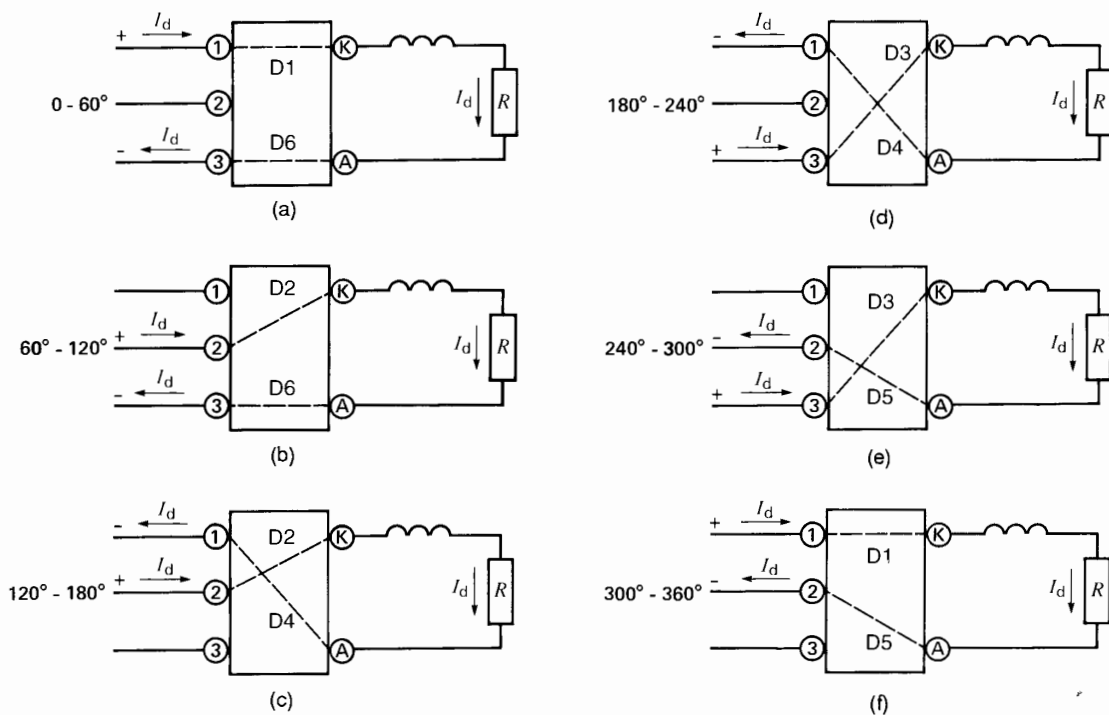 + I_d 1 D1 K
0 - 60° 2 I_d R
- I_d 3 D6 A
(a)
1 D2 K
60° - 120° + I_d 2 I_d R
- I_d 3 D6 A
(b)
- I_d 1 D2 K
120° - 180° + I_d 2 D4 I_d R
3 A
(c)
- I_d 1 D3 K
180° - 240° 2 I_d R
+ I_d 3 D4 A
(d)
1 D3 K
240° - 300° - I_d 2 I_d R
+ I_d 3 D5 A
(e)
+ I_d 1 D1 K
300° - 360° - I_d 2 I_d R
3 D5 A
(f)